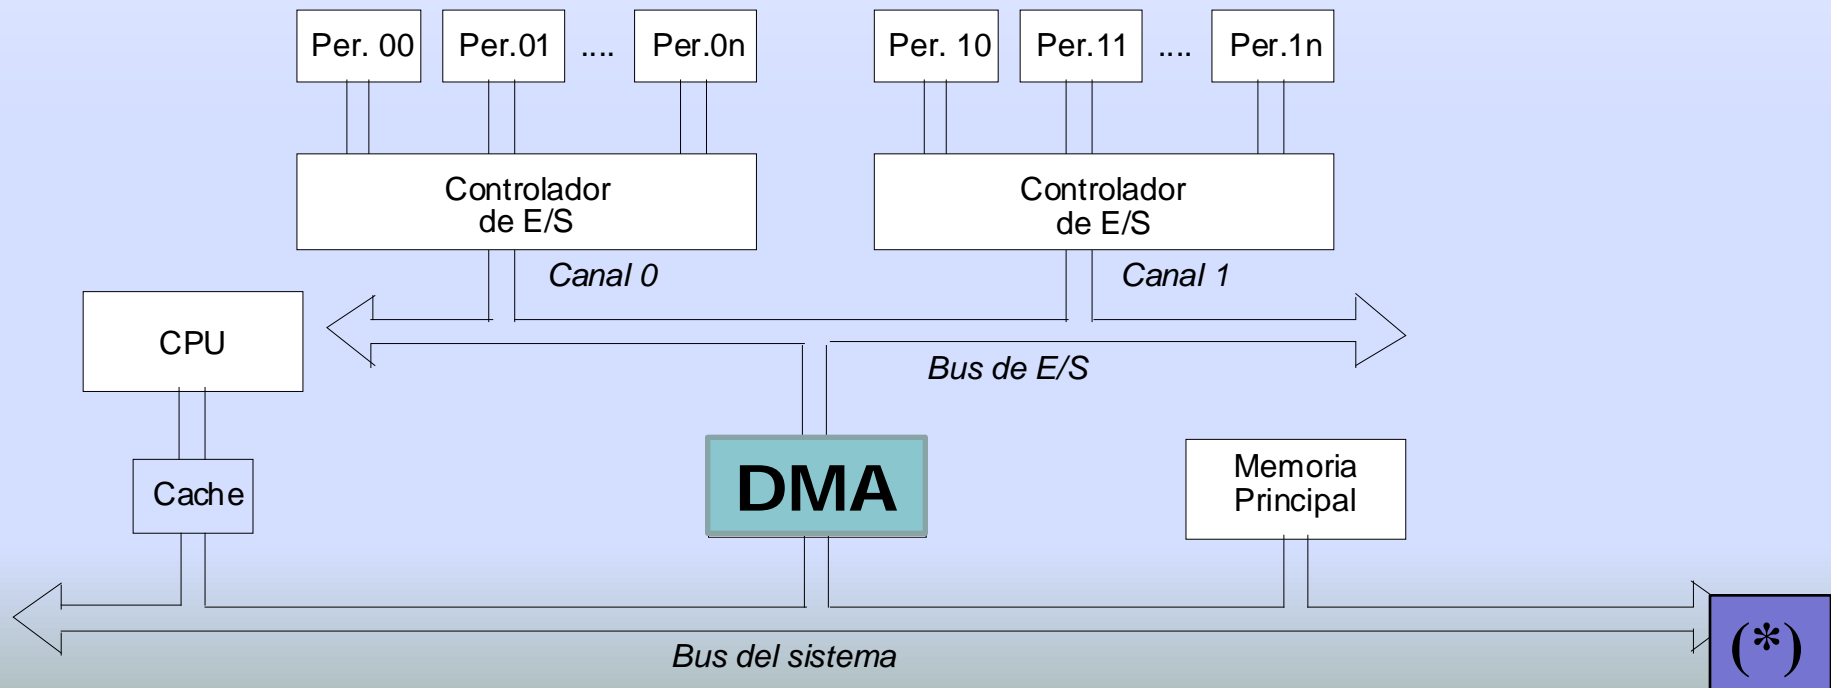 Per. 00 Per.01 .... Per.0n Per. 10 Per.11 .... Per.1n
Controlador
de E/S
Controlador
de E/S
Canal 0 Canal 1
CPU
Bus de E/S
Cache
DMA
Memoria
Principal
Bus del sistema
(*)